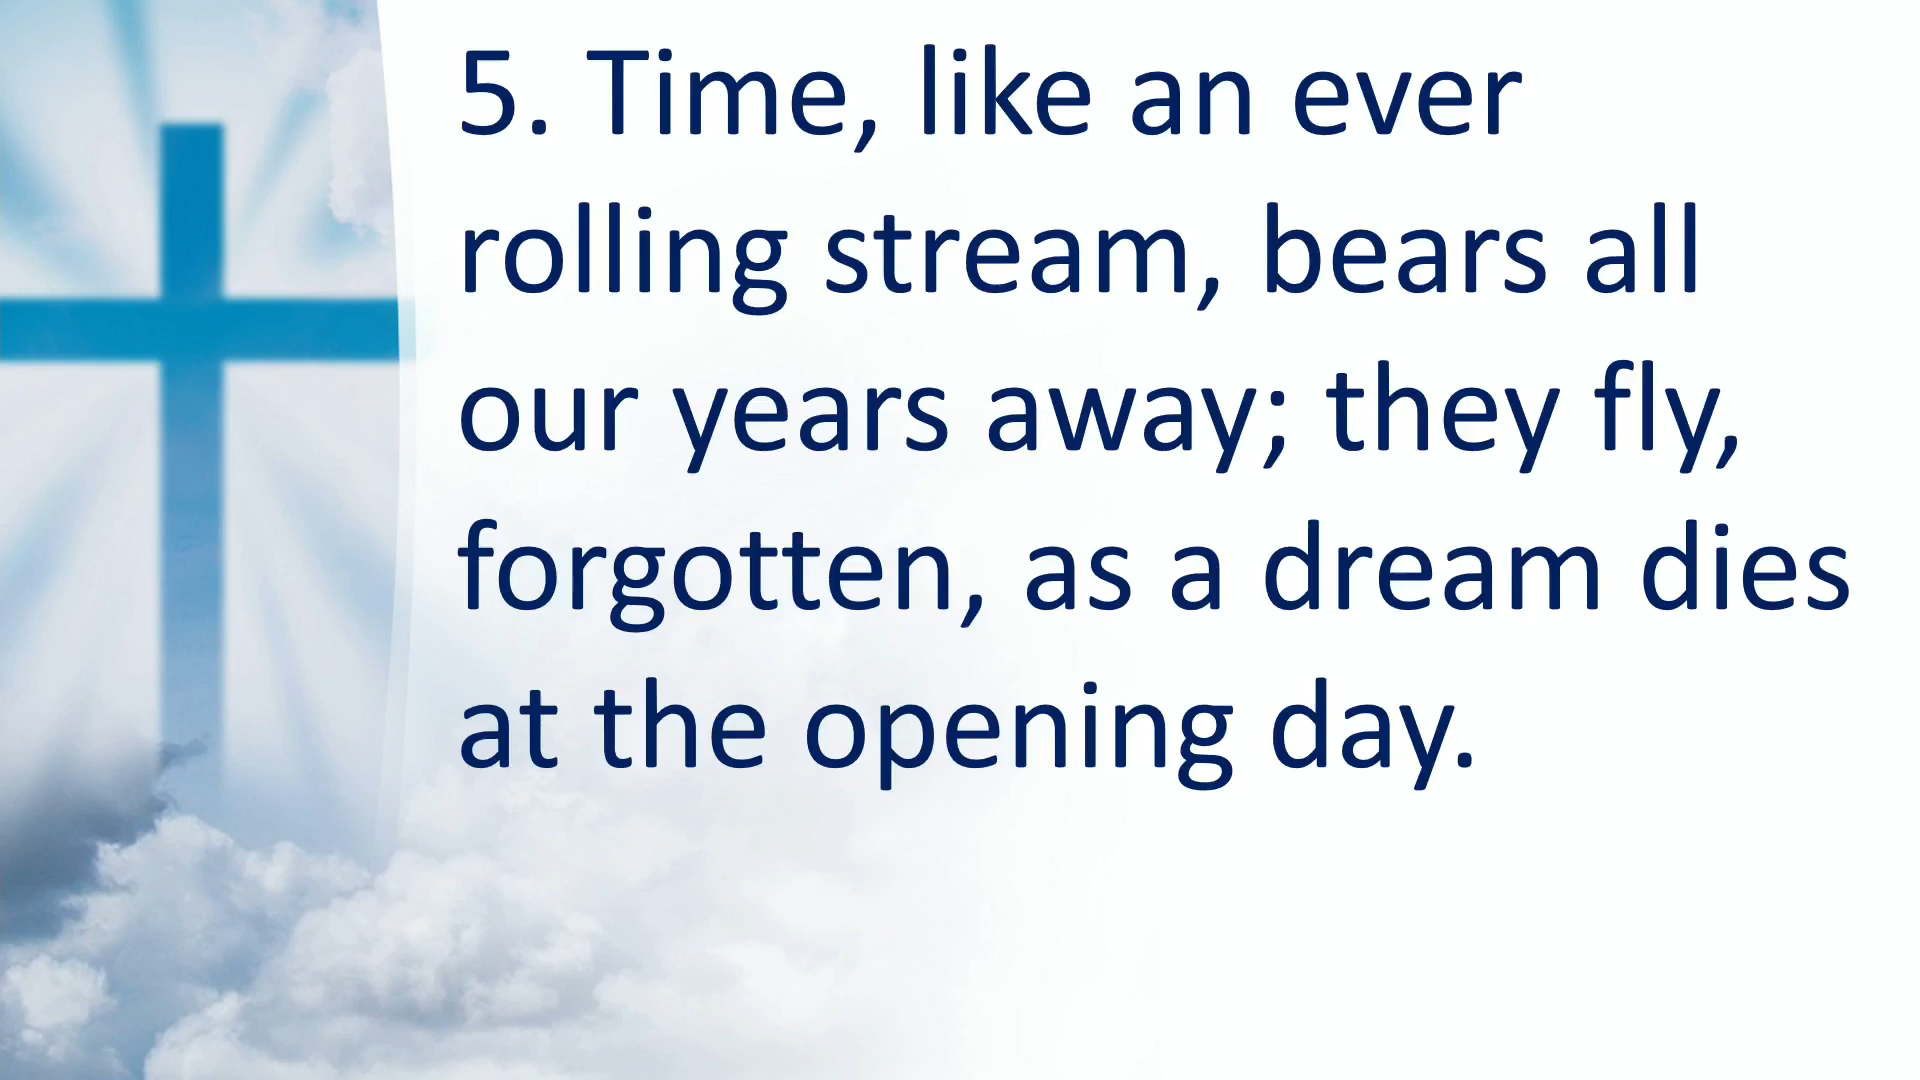 5. Time, like an ever
rolling stream, bears all
our years away; they fly,
forgotten, as a dream dies
at the opening day.